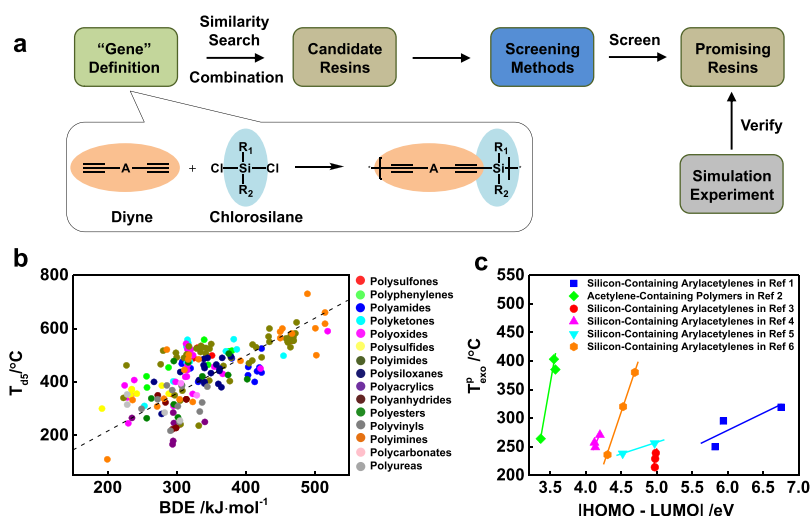 a
“Gene”
Definition
Similarity
Search
Combination
Candidate
Resins
Screening
Methods
Screen
Promising
Resins
Verify
Simulation
Experiment
A
+
Cl
R1
Si
R2
Cl
A
R1
Si
R2
Diyne
Chlorosilane
b
800
600
400
200
Td5/°C
200
300
400
500
BDE /kJ·mol-1
Polysulfones
Polyphenylenes
Polyamides
Polyketones
Polyoxides
Polysulfides
Polyimides
Polysiloxanes
Polyacrylics
Polyanhydrides
Polyesters
Polyvinyls
Polyimines
Polycarbonates
Polyureas
c
550
500
450
400
350
300
250
200
Tpexo /°C
3.5
4.0
4.5
5.0
5.5
6.0
6.5
7.0
|HOMO - LUMO| /eV
Silicon-Containing Arylacetylenes in Ref 1
Acetylene-Containing Polymers in Ref 2
Silicon-Containing Arylacetylenes in Ref 3
Silicon-Containing Arylacetylenes in Ref 4
Silicon-Containing Arylacetylenes in Ref 5
Silicon-Containing Arylacetylenes in Ref 6